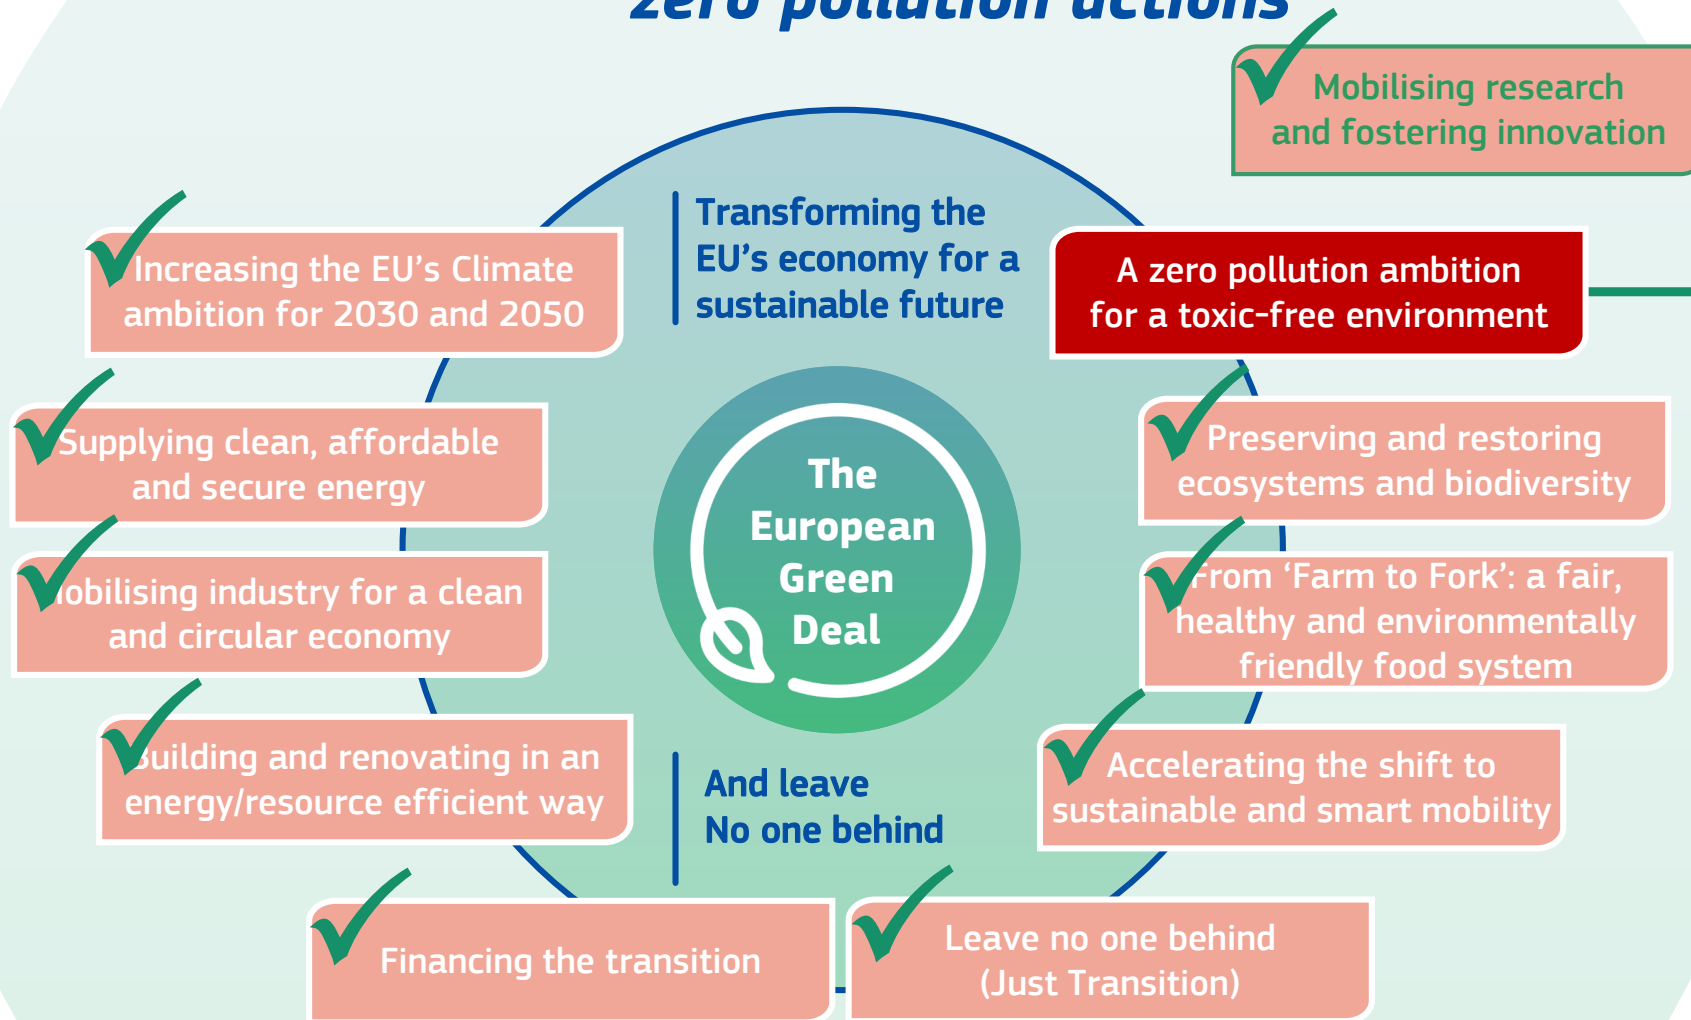 zero pollution actions
Mobilising research
and fostering innovation
Transforming the
EU’s economy for a
sustainable future
A zero pollution ambition
for a toxic-free environment
Increasing the EU’s Climate
ambition for 2030 and 2050
Supplying clean, affordable
and secure energy
Preserving and restoring
ecosystems and biodiversity
The
European
Green
Deal
Mobilising industry for a clean
and circular economy
From ‘Farm to Fork’: a fair,
healthy and environmentally
friendly food system
Building and renovating in an
energy/resource efficient way
And leave
No one behind
Accelerating the shift to
sustainable and smart mobility
Financing the transition
Leave no one behind
(Just Transition)